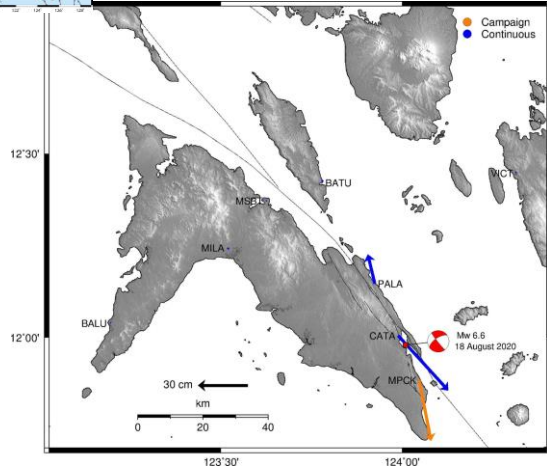 Campaign
Continuous
12°30'
BATU
VICT
MILA
PALA
12°00'
BALU
CATA
Mw 6.6
18 August 2020
MPCK
30 cm
km
0 20 40
123°30'
124°00'